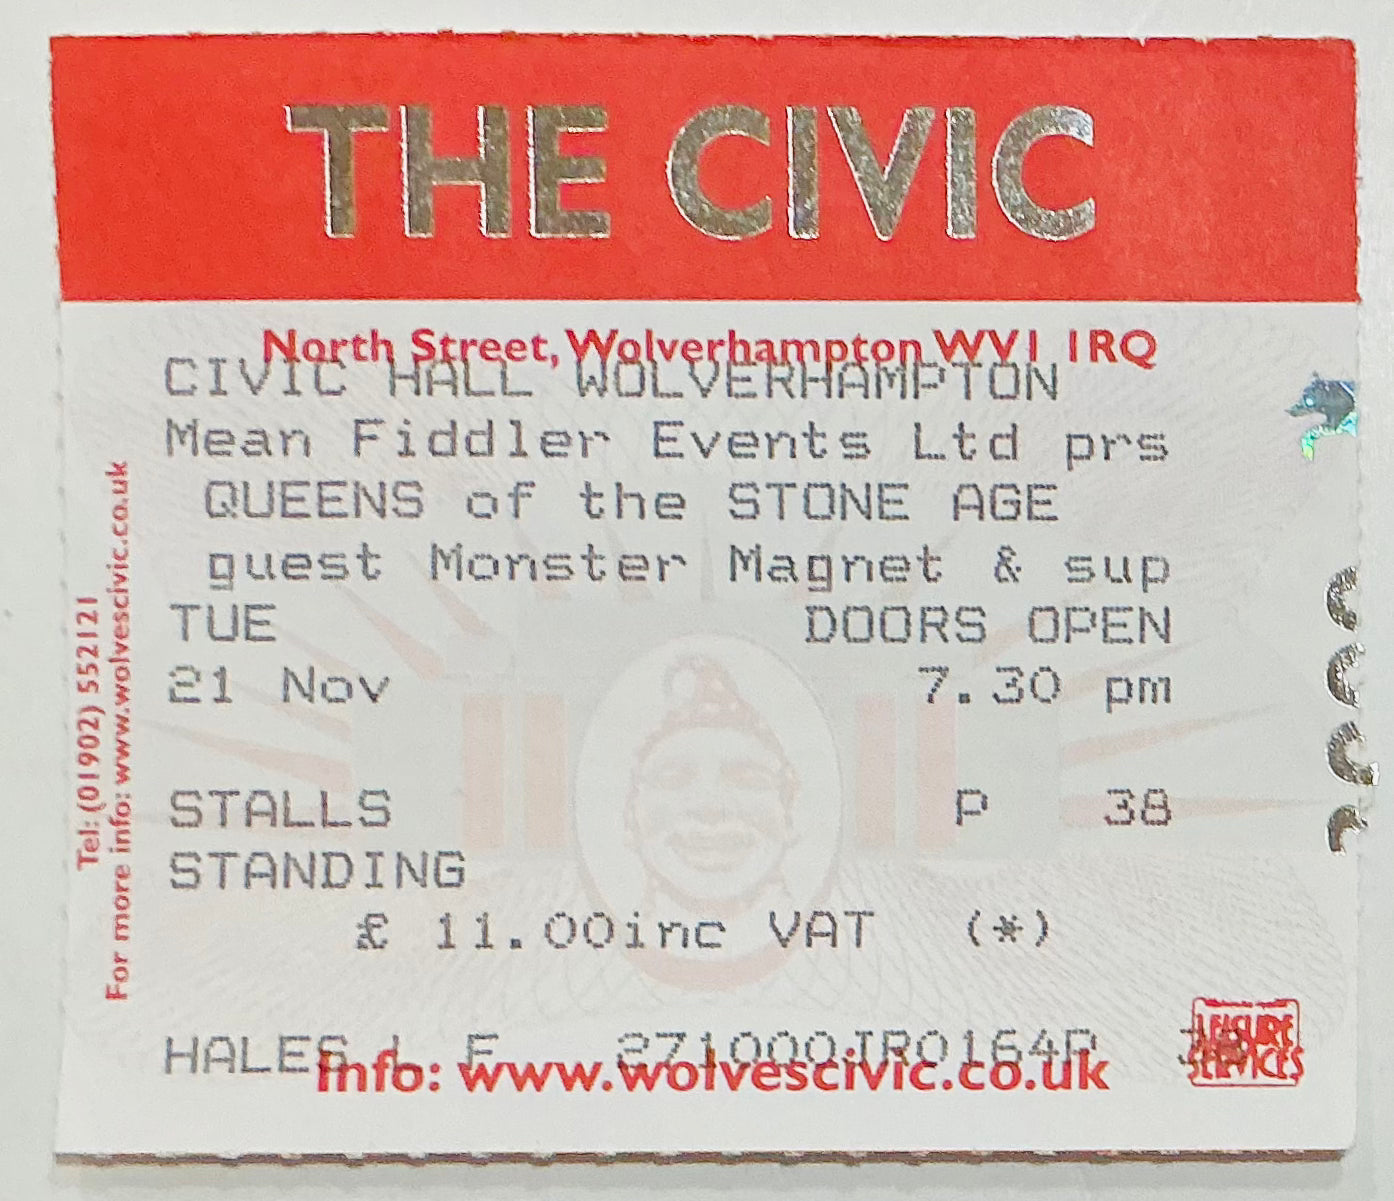 THE CIVIC
North Street, Wolverhampton WV1 1RQ
CIVIC HALL WOLVERHAMPTON
Mean Fiddler Events Ltd prs
QUEENS of the STONE AGE
guest Monster Magnet & sup
TUE DOORS OPEN
21 Nov 7.30 pm
STALLS P 38
STANDING
£ 11.00inc VAT (*)
HALES L F 271000JRO164R
Info: www.wolvescivic.co.uk
LEISURE
SERVICES
Tel: (01902) 552121
For more info: www.wolvescivic.co.uk